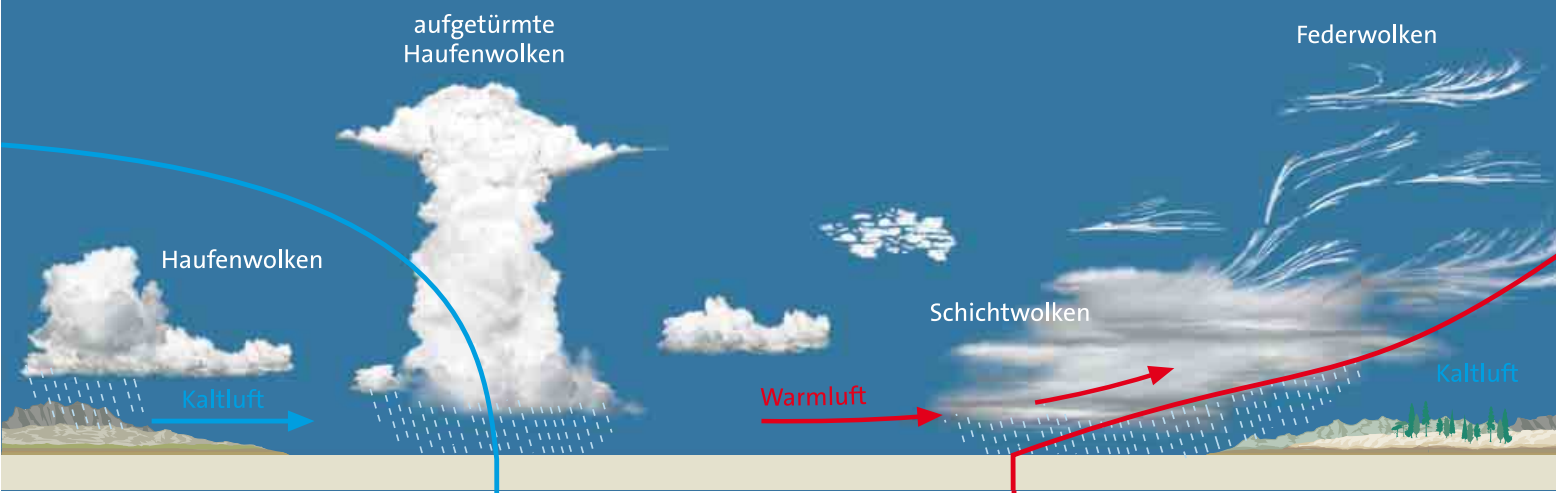 aufgetürmte
Haufenwolken
Federwolken
Haufenwolken
Schichtwolken
Kaltluft
Warmluft
Kaltluft